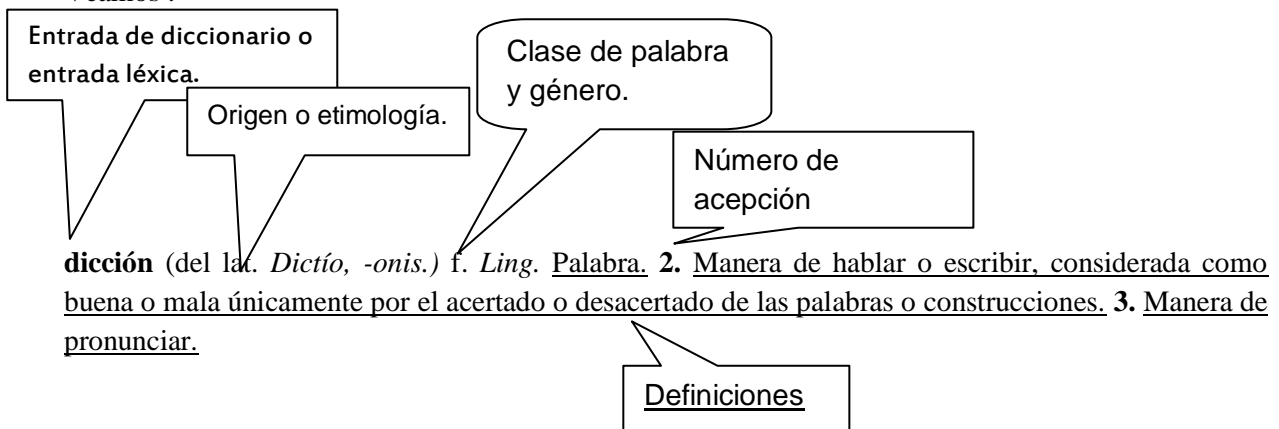 Entrada de diccionario o
entrada léxica.
Clase de palabra
y género.
Origen o etimología.
Número de
acepción
dicción (del lat. Dictío, -onis.) f. Ling. Palabra. 2. Manera de hablar o escribir, considerada como
buena o mala únicamente por el acertado o desacertado de las palabras o construcciones. 3. Manera de
pronunciar.
Definiciones